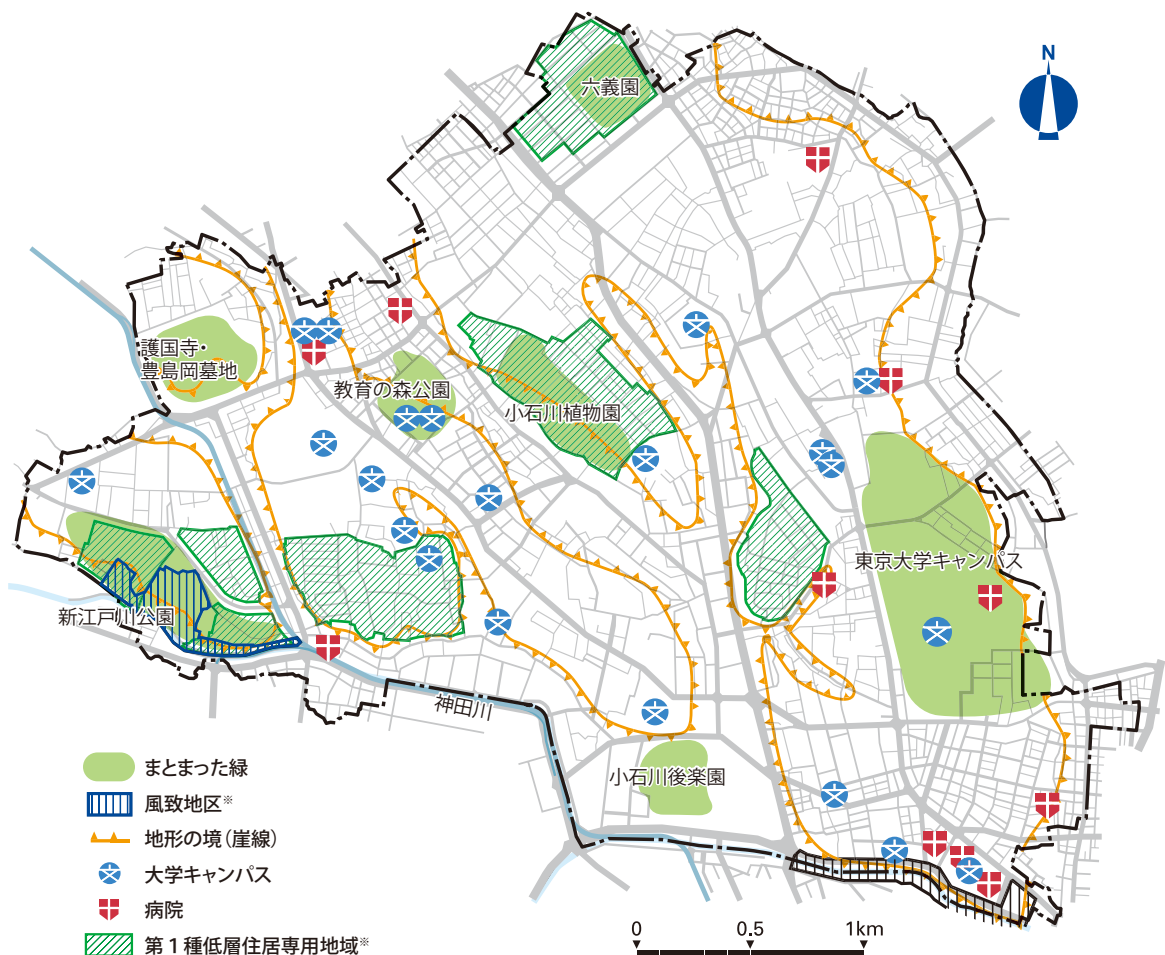 N
六義園
護国寺・
豊島岡墓地
教育の森公園
小石川植物園
東京大学キャンパス
新江戸川公園
神田川
小石川後楽園
まとまった緑
風致地区※
地形の境(崖線)
大学キャンパス
病院
第1種低層住居専用地域※
0 0.5 1km